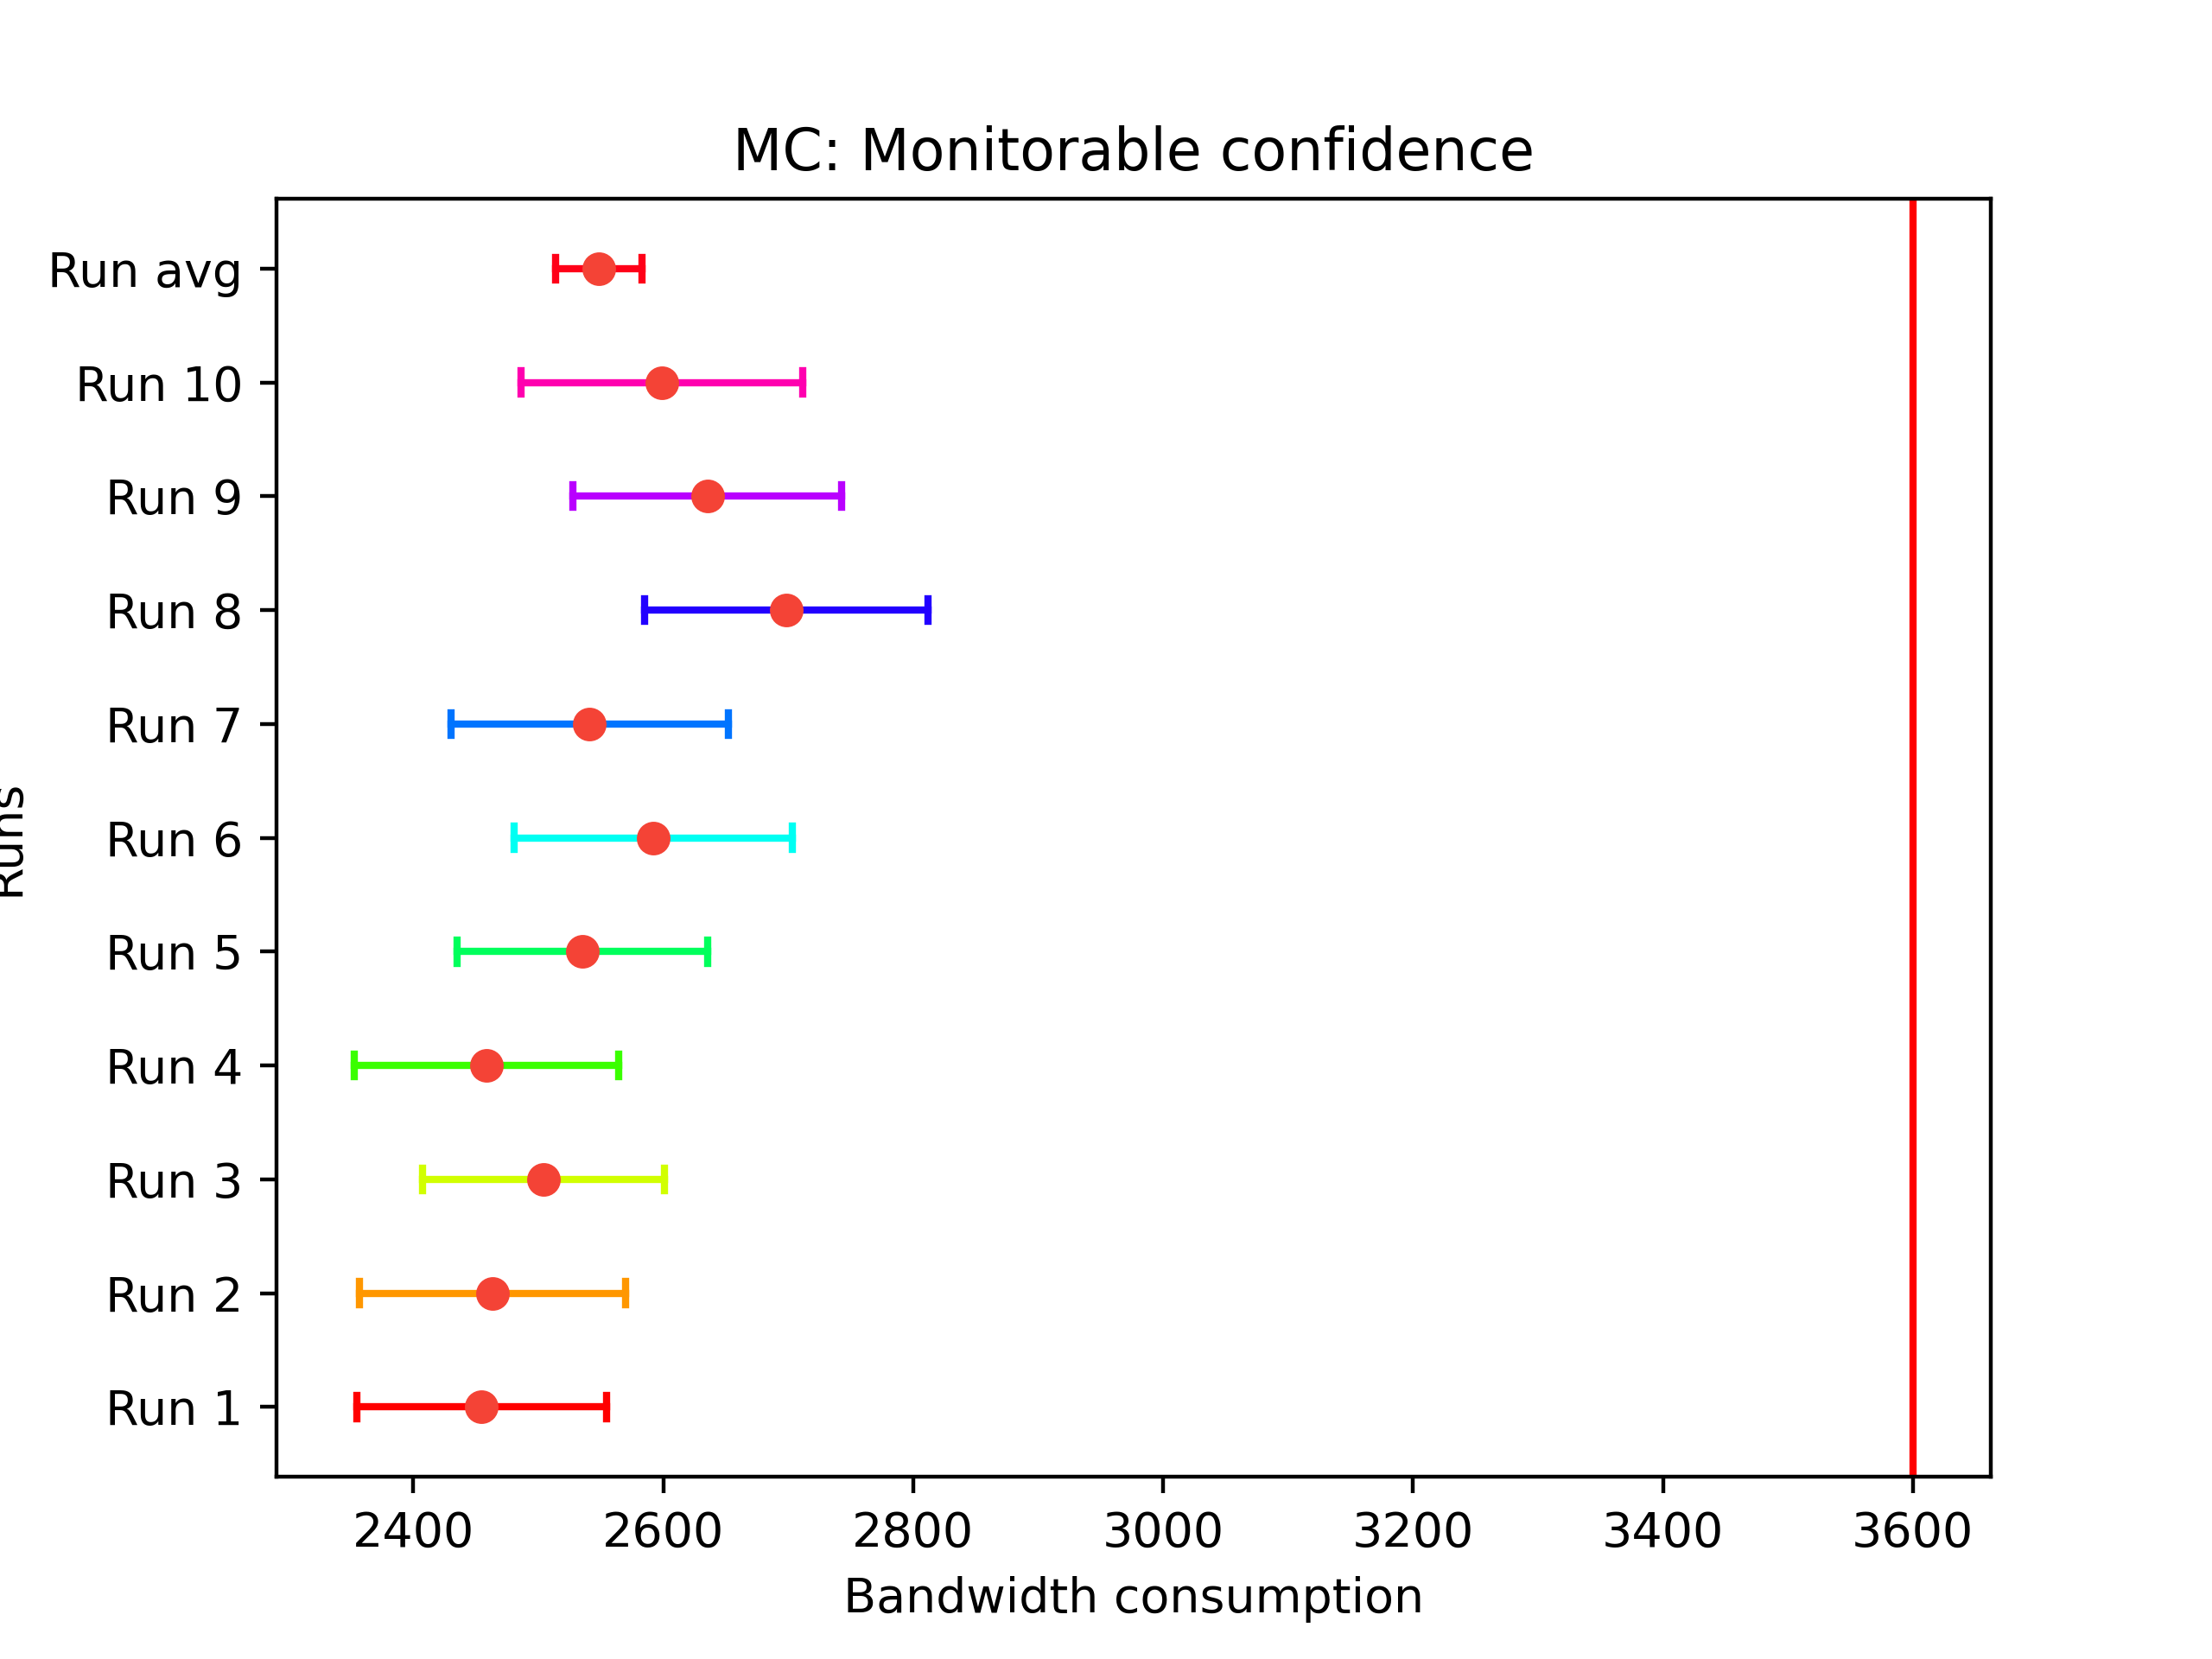 MC: Monitorable confidence
Run avg
Run 10
Run 9
Run 8
Run 7
Run 6
Run 5
Run 4
Run 3
Run 2
Run 1
Runs
2400 2600 2800 3000 3200 3400 3600
Bandwidth consumption